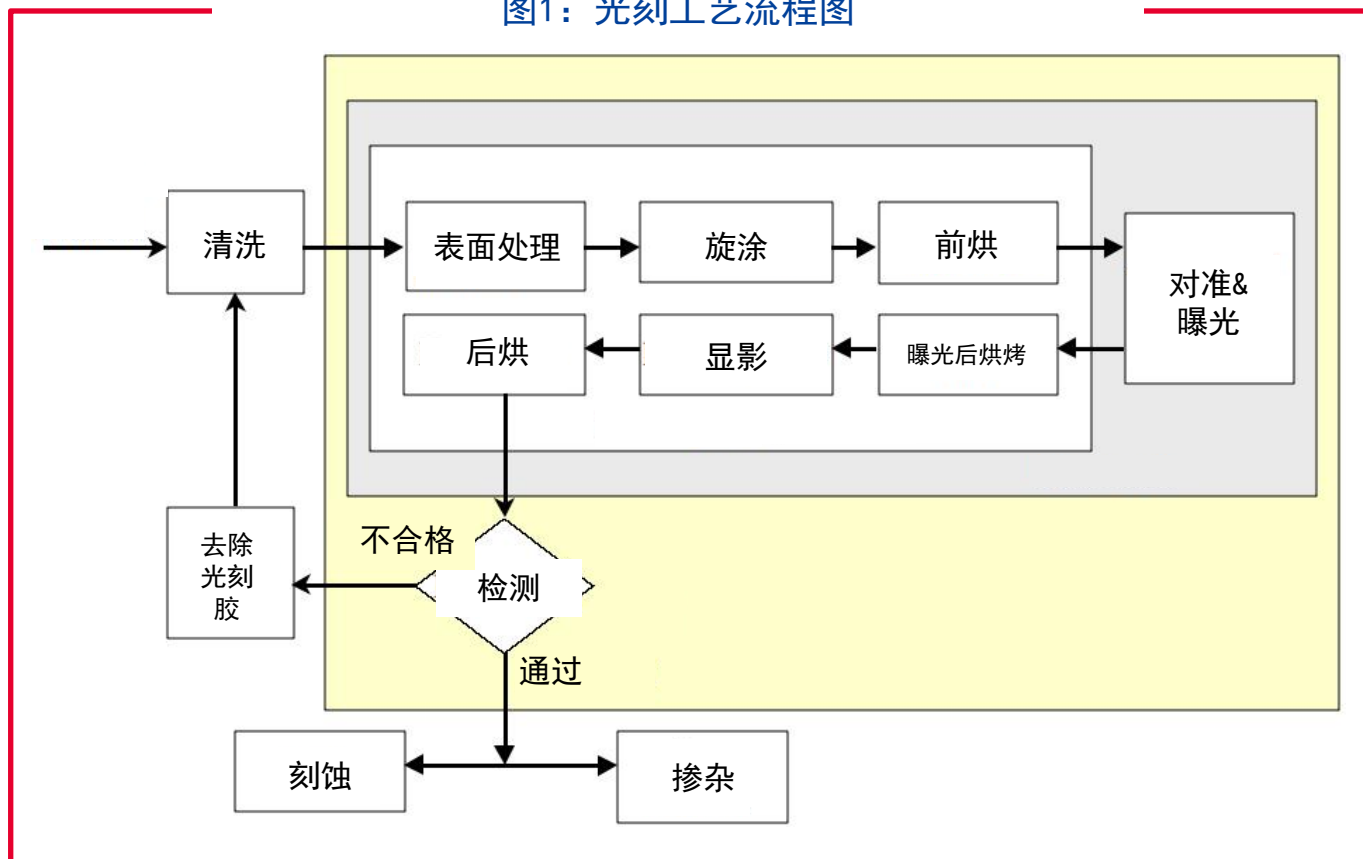 图1：光刻工艺流程图
清洗
表面处理
旋涂
前烘
对准&
曝光
后烘
显影
曝光后烘烤
不合格
去除
光刻
胶
检测
通过
刻蚀
掺杂